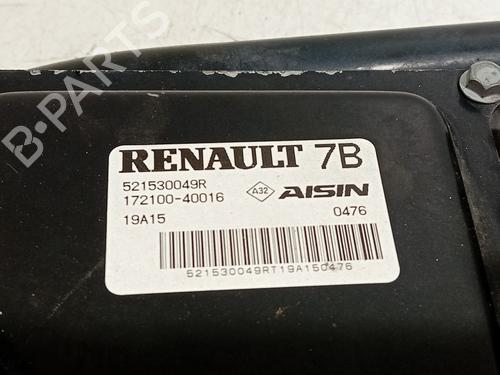 B-PARTS
RENAULT 7B
521530049R
172100-40016
A32 AISIN
19A15
0476
521530049RT19A150476